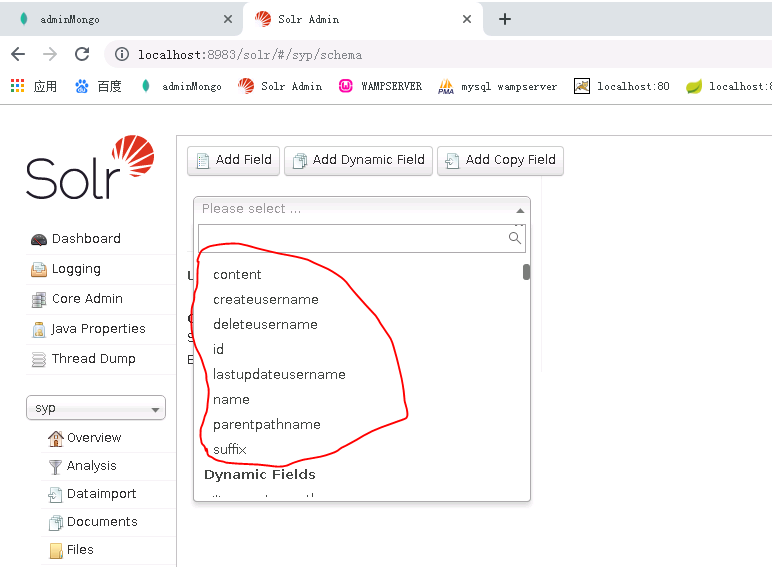 adminMongo
Solr Admin
localhost:8983/solr/#/syp/schema
应用 百度 adminMongo Solr Admin WAMPSERVER PMA mysql wampserver localhost:80 localhost:8
Solr
Add Field Add Dynamic Field Add Copy Field
Please select ...
Dashboard
Logging
Core Admin
Java Properties
Thread Dump
content
createusername
deleteusername
id
lastupdateusername
name
parentpathname
suffix
Dynamic Fields
syp
Overview
Analysis
Dataimport
Documents
Files